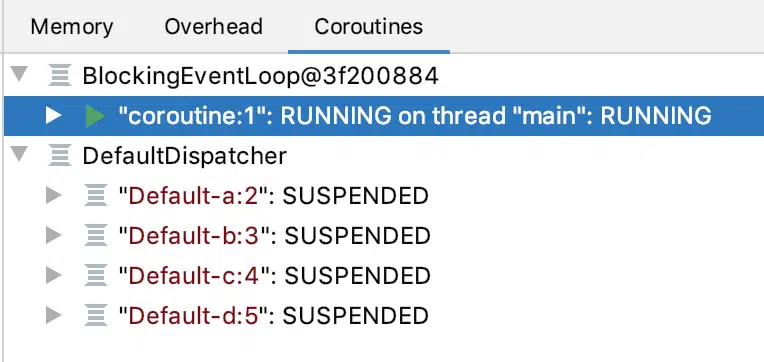 Memory Overhead Coroutines
BlockingEventLoop@3f200884
"coroutine:1": RUNNING on thread "main": RUNNING
DefaultDispatcher
"Default-a:2": SUSPENDED
"Default-b:3": SUSPENDED
"Default-c:4": SUSPENDED
"Default-d:5": SUSPENDED